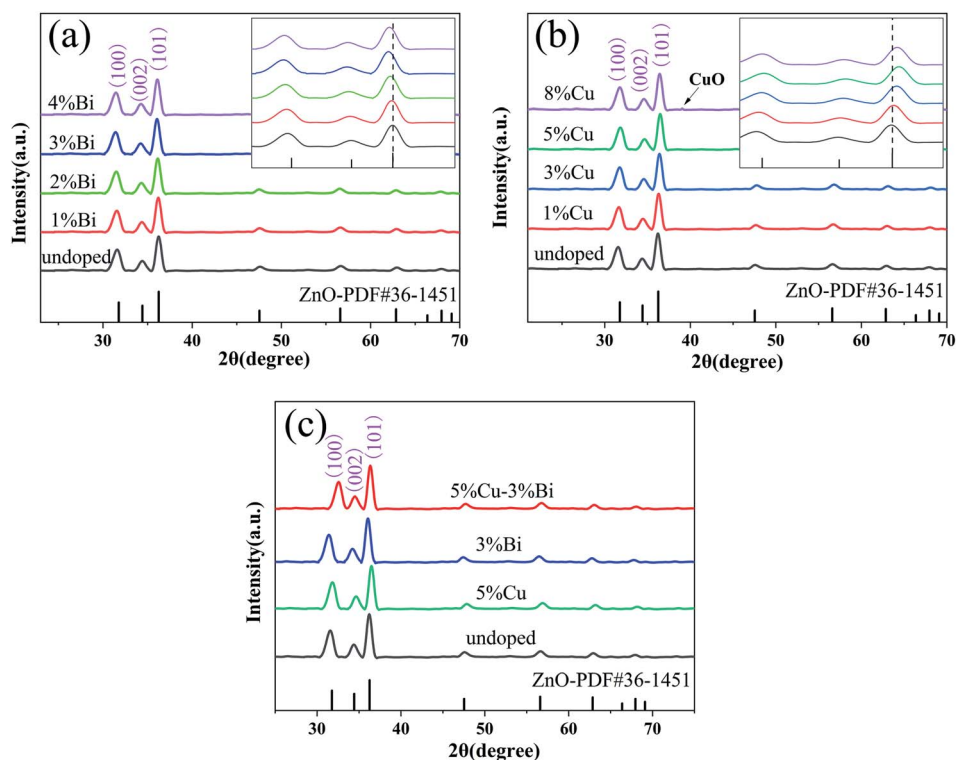 (a)
(100)
(002)
(101)
4%Bi
3%Bi
2%Bi
1%Bi
undoped
ZnO-PDF#36-1451
30 40 50 60 70
2θ(degree)
Intensity(a.u.)
(b)
(100)
(002)
(101)
CuO
8%Cu
5%Cu
3%Cu
1%Cu
undoped
ZnO-PDF#36-1451
30 40 50 60 70
2θ(degree)
Intensity(a.u.)
(c)
(100)
(002)
(101)
5%Cu-3%Bi
3%Bi
5%Cu
undoped
ZnO-PDF#36-1451
30 40 50 60 70
2θ(degree)
Intensity(a.u.)